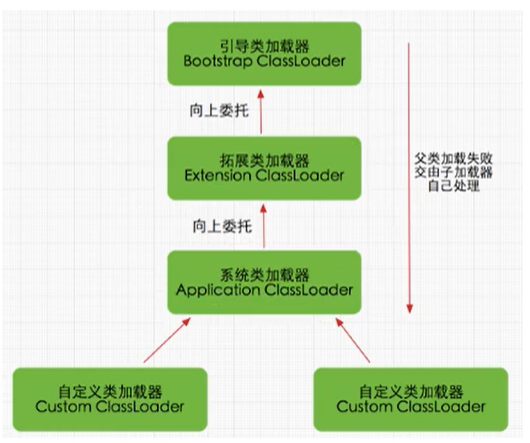 引导类加载器
Bootstrap ClassLoader
向上委托
拓展类加载器
Extension ClassLoader
父类加载失败
交由子加载器
自己处理
向上委托
系统类加载器
Application ClassLoader
自定义类加载器
Custom ClassLoader
自定义类加载器
Custom ClassLoader